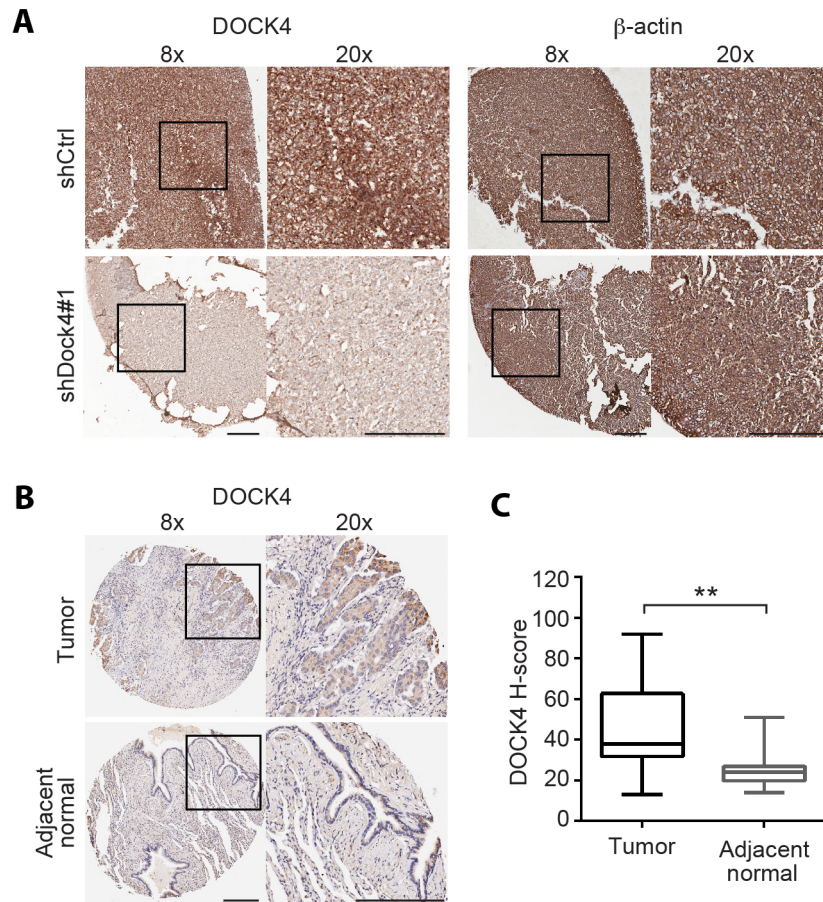 A
DOCK4
β-actin
8x
20x
8x
20x
shCtrl
shDock4#1
B
DOCK4
8x
20x
Tumor
Adjacent
normal
C
**
120
100
80
60
40
20
0
DOCK4 H-score
Tumor
Adjacent
normal